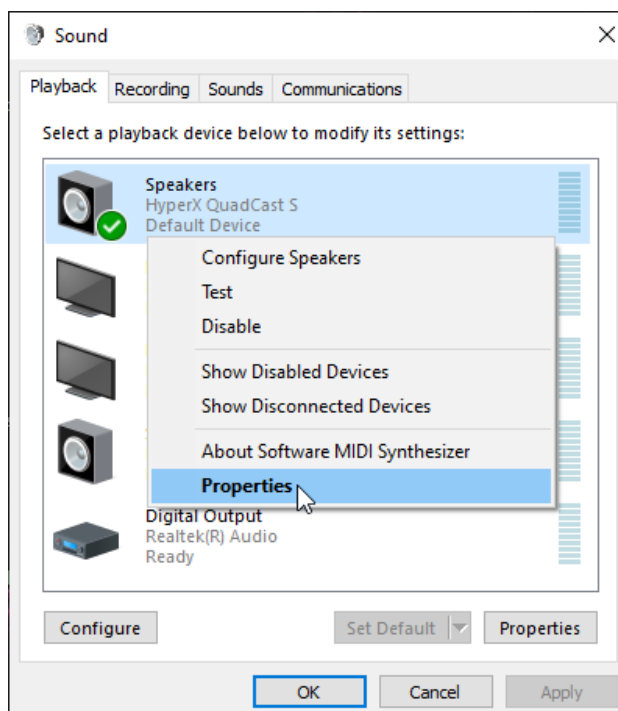 Sound
Playback Recording Sounds Communications
Select a playback device below to modify its settings:
Speakers
HyperX QuadCast S
Default Device
Configure Speakers
Test
Disable
Show Disabled Devices
Show Disconnected Devices
About Software MIDI Synthesizer
Properties
Digital Output
Realtek(R) Audio
Ready
Configure Set Default Properties
OK Cancel Apply